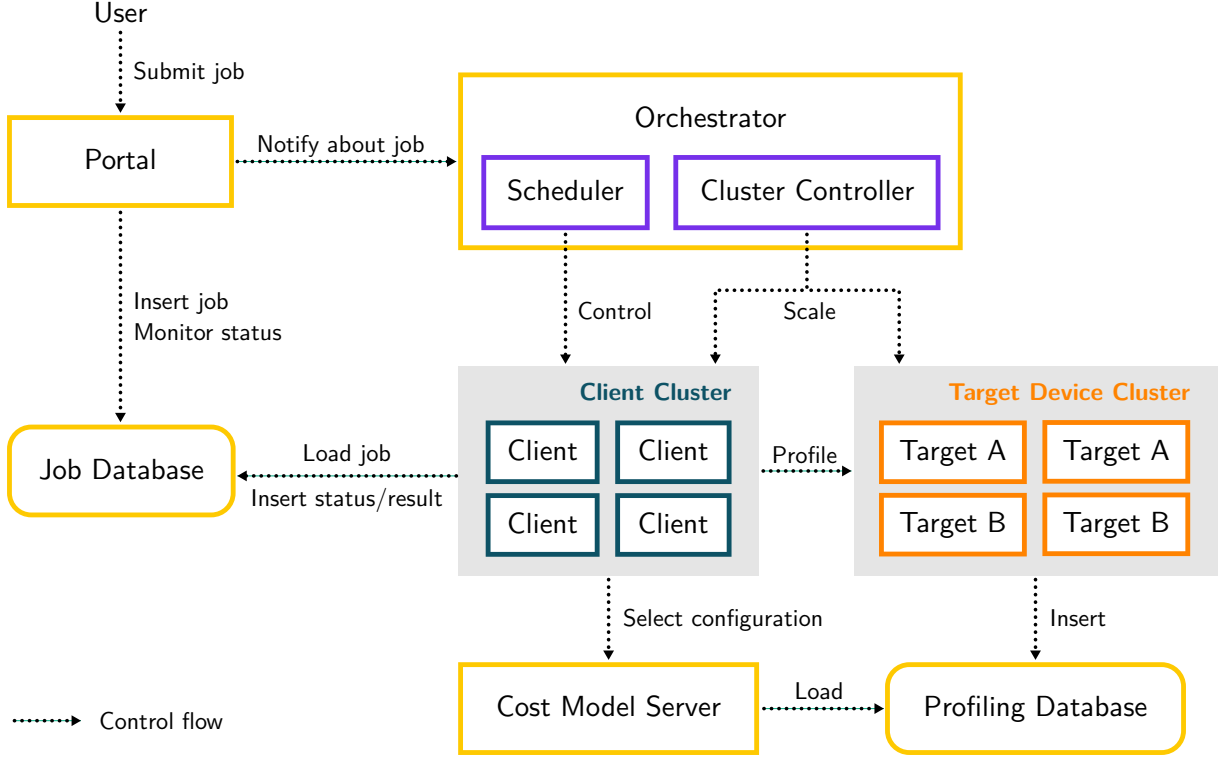 User
Submit job
Portal
Notify about job
Orchestrator
Scheduler
Cluster Controller
Insert job
Monitor status
Control
Scale
Client Cluster
Target Device Cluster
Job Database
Load job
Insert status/result
Client
Client
Client
Client
Profile
Target A
Target A
Target B
Target B
Select configuration
Insert
Cost Model Server
Load
Profiling Database
Control flow